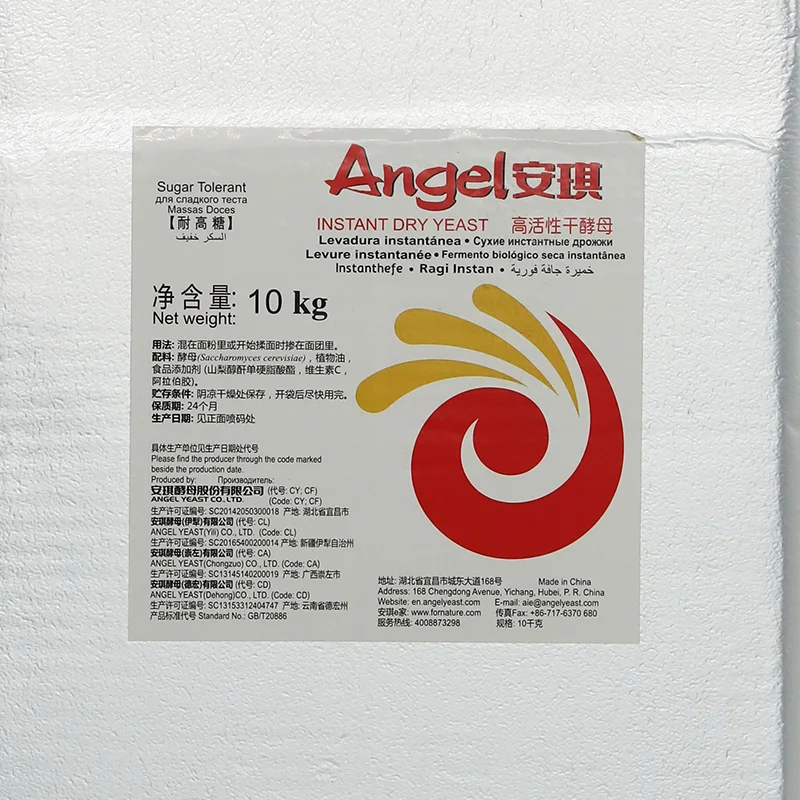 Angel安琪
Sugar Tolerant
для сладкого теста
Massas Doces
【耐高糖】
السكر خفيف
INSTANT DRY YEAST 高活性干酵母
Levadura instantánea • Сухие инстантные дрожжи
Levure instantanée • Fermento biológico seca instantânea
Instanthefe • Ragi Instan • خميرة جافة فورية
净含量: 10 kg
Net weight:
用法: 混在面粉里或开始揉面时掺在面团里。
配料: 酵母(Saccharomyces cerevisiae)，植物油，
食品添加剂 (山梨醇酐单硬脂酸酯，维生素C，
阿拉伯胶)。
贮存条件: 阴凉干燥处保存，开袋后尽快用完。
保质期: 24个月
生产日期: 见正面喷码处
具体生产单位见生产日期处代号
Please find the producer through the code marked
beside the production date.
Produced by: Производитель:
安琪酵母股份有限公司 (代号: CY; CF)
ANGEL YEAST CO., LTD. (Code: CY; CF)
生产许可证编号: SC20142050300018 产地: 湖北省宜昌市
安琪酵母(伊犁)有限公司 (代号: CL)
ANGEL YEAST(Yili) CO., LTD. (Code: CL)
生产许可证编号: SC20165400200014 产地: 新疆伊犁自治州
安琪酵母(崇左)有限公司 (代号: CA)
ANGEL YEAST(Chongzuo) CO., LTD. (Code: CA)
生产许可证编号: SC13145140200019 产地: 广西崇左市
安琪酵母(德宏)有限公司 (代号: CD)
ANGEL YEAST(Dehong) CO., LTD. (Code: CD)
生产许可证编号: SC13153312404747 产地: 云南省德宏州
产品标准代号 Standard No.: GB/T20886
地址: 湖北省宜昌市城东大道168号 Made in China
Address: 168 Chengdong Avenue, Yichang, Hubei, P. R. China
Website: en.angelyeast.com E-mail: aie@angelyeast.com
安琪e家: www.fornature.com 传真Fax: +86-717-6370 680
服务热线: 4008873298 规格: 10千克